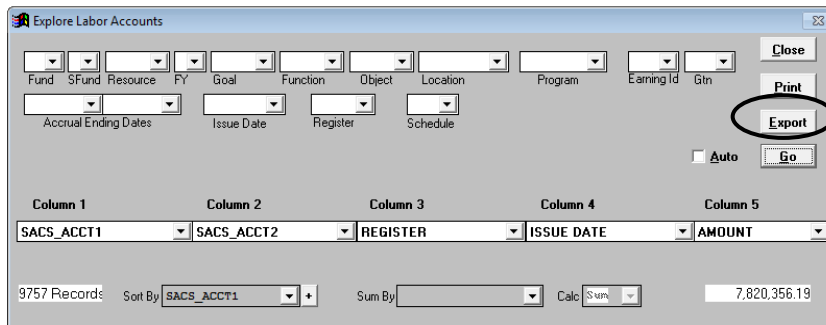 Explore Labor Accounts
Close
Fund SFund Resource FY Goal Function Object Location Program Earning Id Gtn
Print
Accrual Ending Dates Issue Date Register Schedule
Export
Auto Go
Column 1 Column 2 Column 3 Column 4 Column 5
SACS_ACCT1 SACS_ACCT2 REGISTER ISSUE DATE AMOUNT
9757 Records Sort By SACS_ACCT1 + Sum By Calc Sum 7,820,356.19